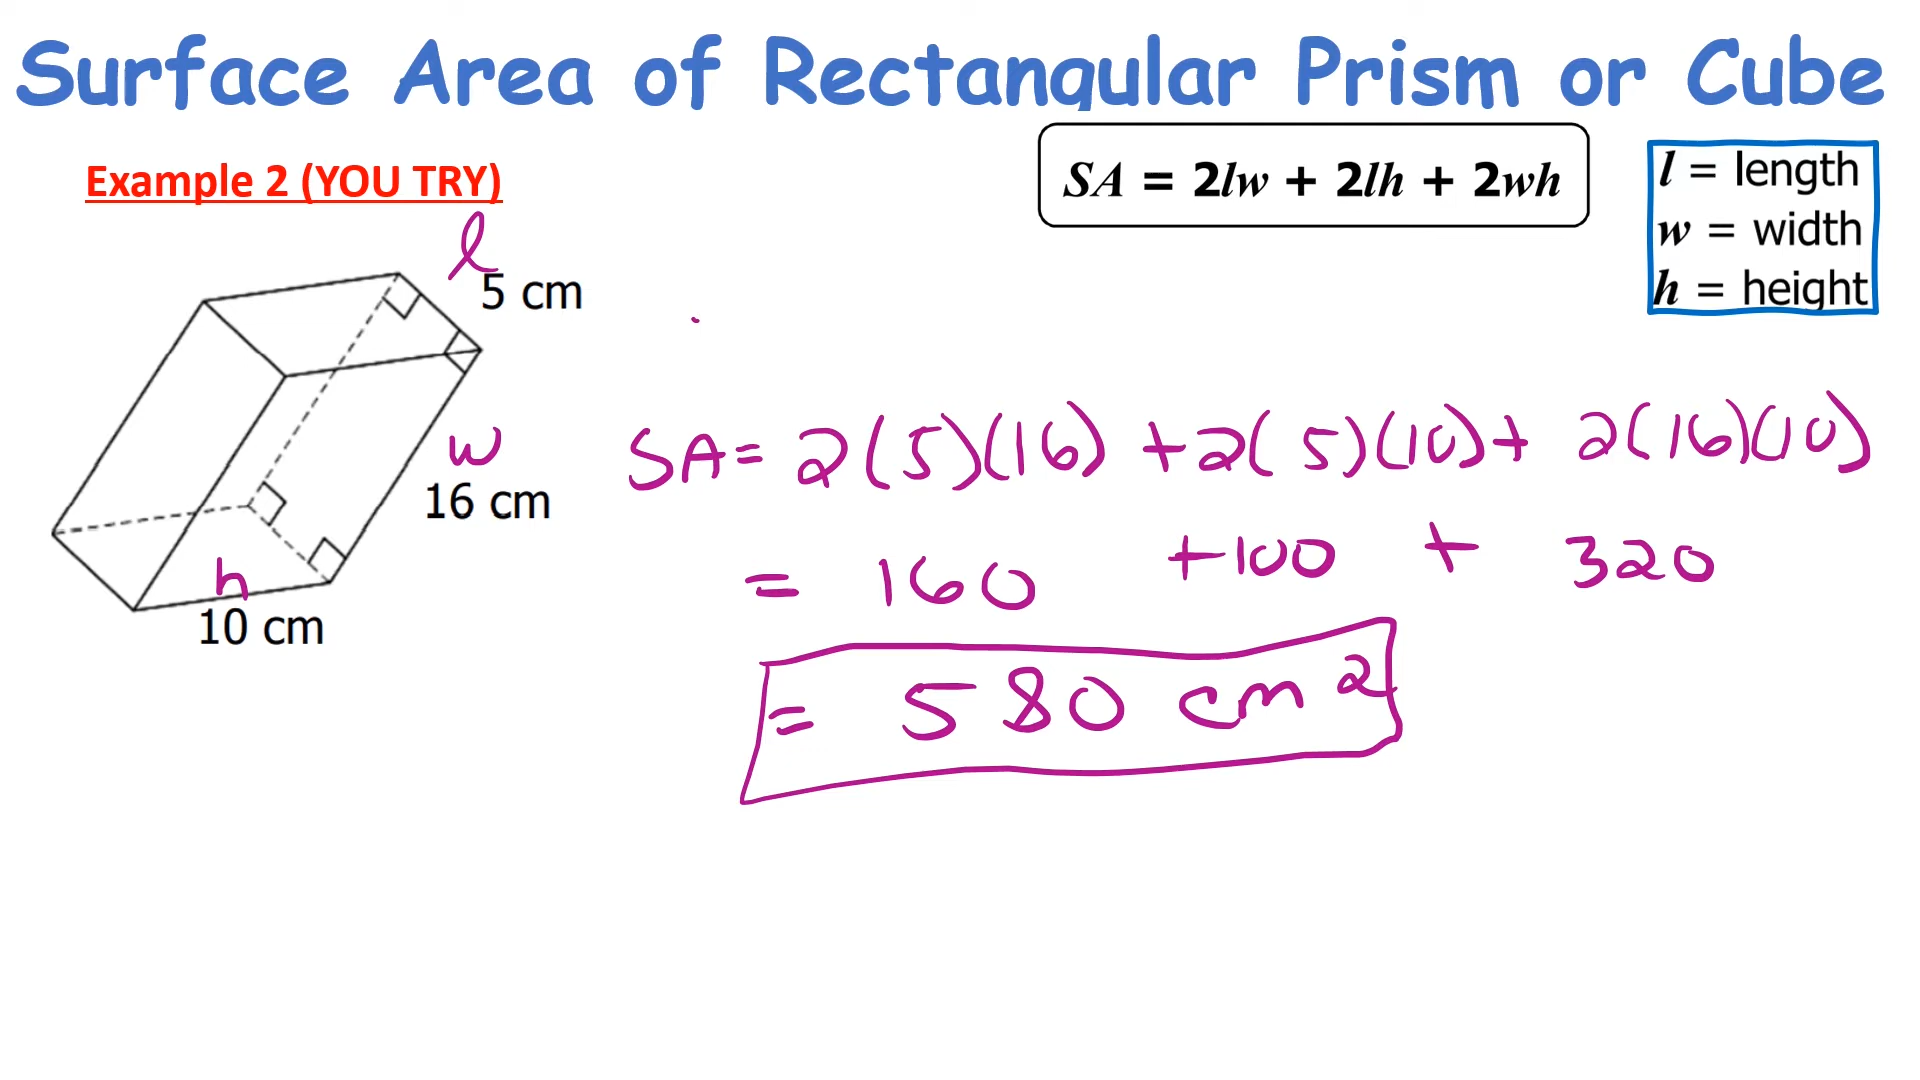 Surface Area of Rectangular Prism or Cube
Example 2 (YOU TRY)
SA = 2lw + 2lh + 2wh
l = length
w = width
h = height
l
5 cm
w
16 cm
h
10 cm
SA = 2(5)(16) + 2(5)(10) + 2(16)(10)
= 160 + 100 + 320
= 580 cm²